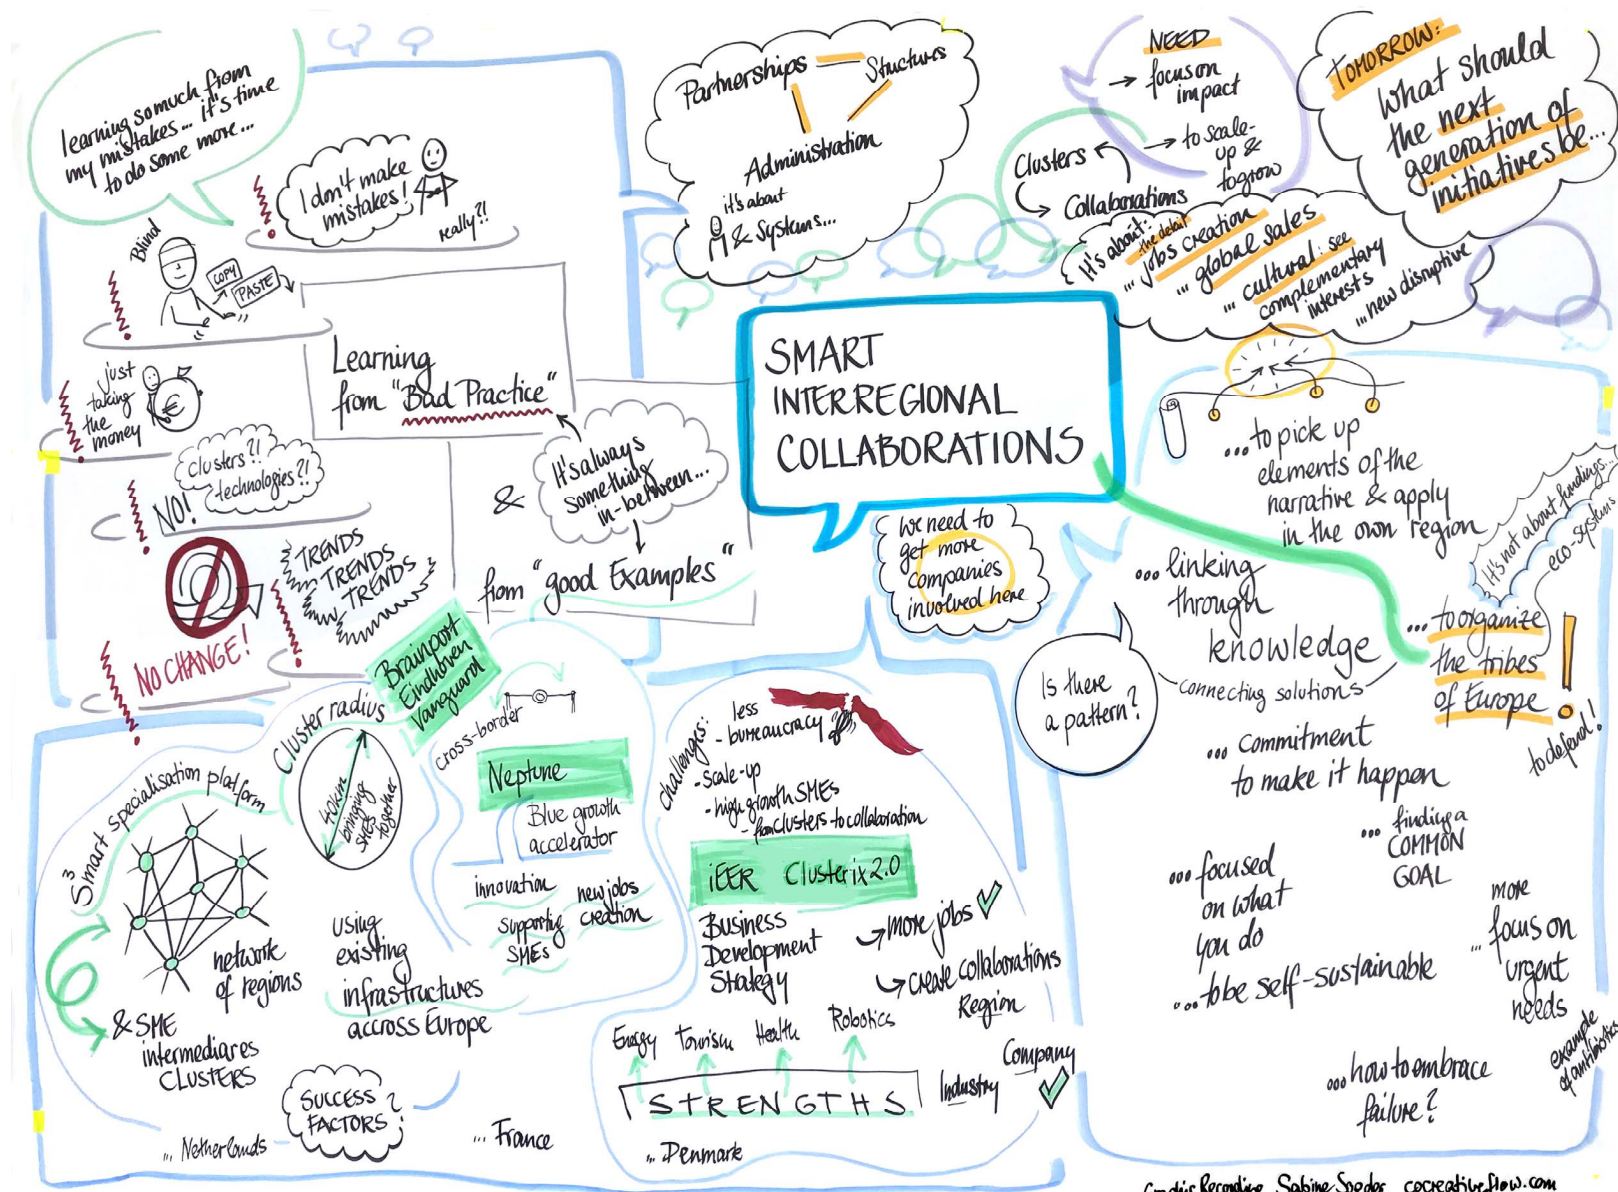 learning so much from
my mistakes... it's time
to do some more...
I don't make
mistakes!
really?!
Blind
COPY
PASTE
just
taking
the
money
€
clusters?!
technologies?!
NO!
TRENDS
TRENDS
TRENDS
NO CHANGE!
Learning
from "Bad Practice"
&
It's always
something
in-between...
from "good Examples"
Partnerships
Structures
Administration
it's about
& Systems...
NEED
→ focus on
impact
→ to scale-
up &
to grow
Clusters
Collaborations
TOMORROW:
What should
the next
generation of
initiatives be...
It's about:
the debut
... jobs creation
... global sales
... cultural: see
complementary
interests
...new disruptive
SMART
INTERREGIONAL
COLLABORATIONS
we need to
get more
companies
involved here
Is there
a pattern?
...to pick up
elements of the
narrative & apply
in the own region
... linking
through
knowledge
connecting solutions
It's not about fundings...
eco-systems
... to organize
the tribes
of Europe
!
to defend!
... commitment
to make it happen
... finding a
COMMON
GOAL
... focused
on what
you do
... to be self-sustainable
more
... focus on
urgent
needs
example
of antibiotics
... how to embrace
failure?
Brainport
Eindhoven
Vanguard
Cluster radius
40km
bringing
SMEs
together
S³ Smart specialisation platform
network
of regions
& SME
intermediares
CLUSTERS
using
existing
infrastructures
accross Europe
SUCCESS
FACTORS?
... Netherlands
... France
cross-border
Neptune
Blue growth
accelerator
innovation
supporting
SMEs
new jobs
creation
challenges:
less
- bureaucracy
- scale-up
- high growth SMEs
- from clusters to collaboration
iEER Clusterix 2.0
Business
Development
Strategy
more jobs
create collaborations
Region
Company
Industry
Energy
Tourism
Health
Robotics
STRENGTHS
... Denmark
Graphic Recording Sabine Soeder cocreativeflow.com